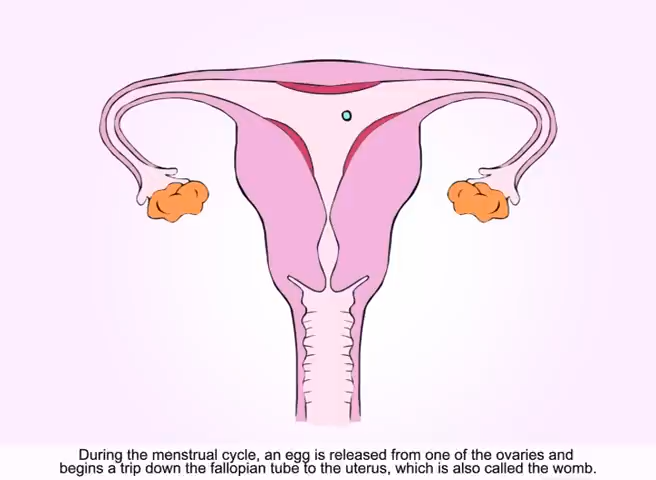 During the menstrual cycle, an egg is released from one of the ovaries and
begins a trip down the fallopian tube to the uterus, which is also called the womb.